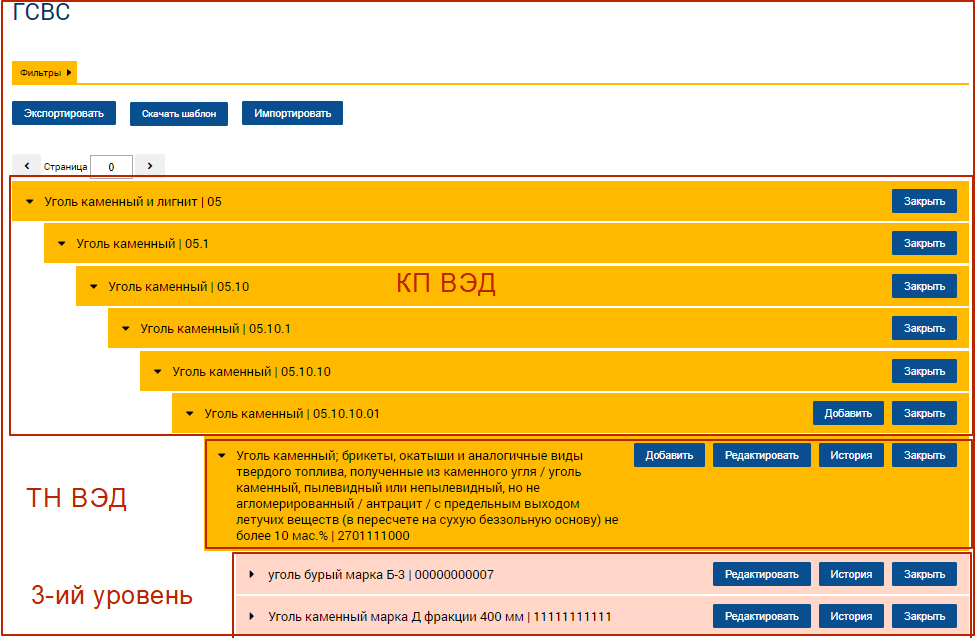 ГСВС
Фильтры
Экспортировать Скачать шаблон Импортировать
Страница 0
Уголь каменный и лигнит | 05 Закрыть
Уголь каменный | 05.1 Закрыть
Уголь каменный | 05.10 КП ВЭД Закрыть
Уголь каменный | 05.10.1 Закрыть
Уголь каменный | 05.10.10 Закрыть
Уголь каменный | 05.10.10.01 Добавить Закрыть
ТН ВЭД
Уголь каменный; брикеты, окатыши и аналогичные виды Добавить Редактировать История Закрыть
твердого топлива, полученные из каменного угля / уголь
каменный, пылевидный или непылевидный, но не
агломерированный / антрацит / с предельным выходом
летучих веществ (в пересчете на сухую беззольную основу) не
более 10 мас.% | 2701111000
3-ий уровень
уголь бурый марка Б-3 | 00000000007 Редактировать История Закрыть
Уголь каменный марка Д фракции 400 мм | 11111111111 Редактировать История Закрыть